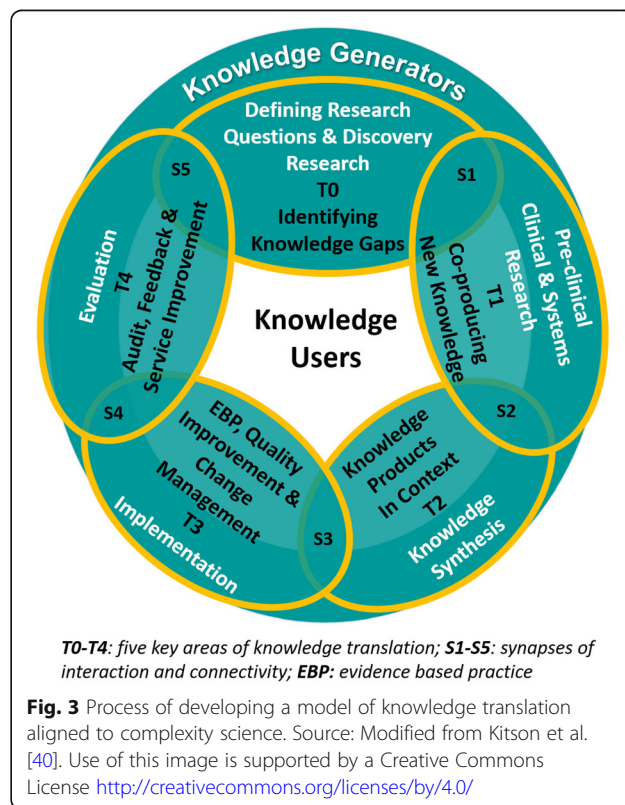 Knowledge Generators
Defining Research
Questions & Discovery
Research
T0
Identifying
Knowledge Gaps
S1
Pre-clinical
Clinical & Systems
Research
T1
Co-producing
New Knowledge
S2
Knowledge
Products
In Context
T2
Knowledge
Synthesis
S3
EBP, Quality
Improvement &
Change
Management
T3
Implementation
S4
Evaluation
T4
Audit, Feedback &
Service Improvement
S5
Knowledge
Users
T0-T4: five key areas of knowledge translation; S1-S5: synapses of
interaction and connectivity; EBP: evidence based practice
Fig. 3 Process of developing a model of knowledge translation
aligned to complexity science. Source: Modified from Kitson et al.
[40]. Use of this image is supported by a Creative Commons
License http://creativecommons.org/licenses/by/4.0/